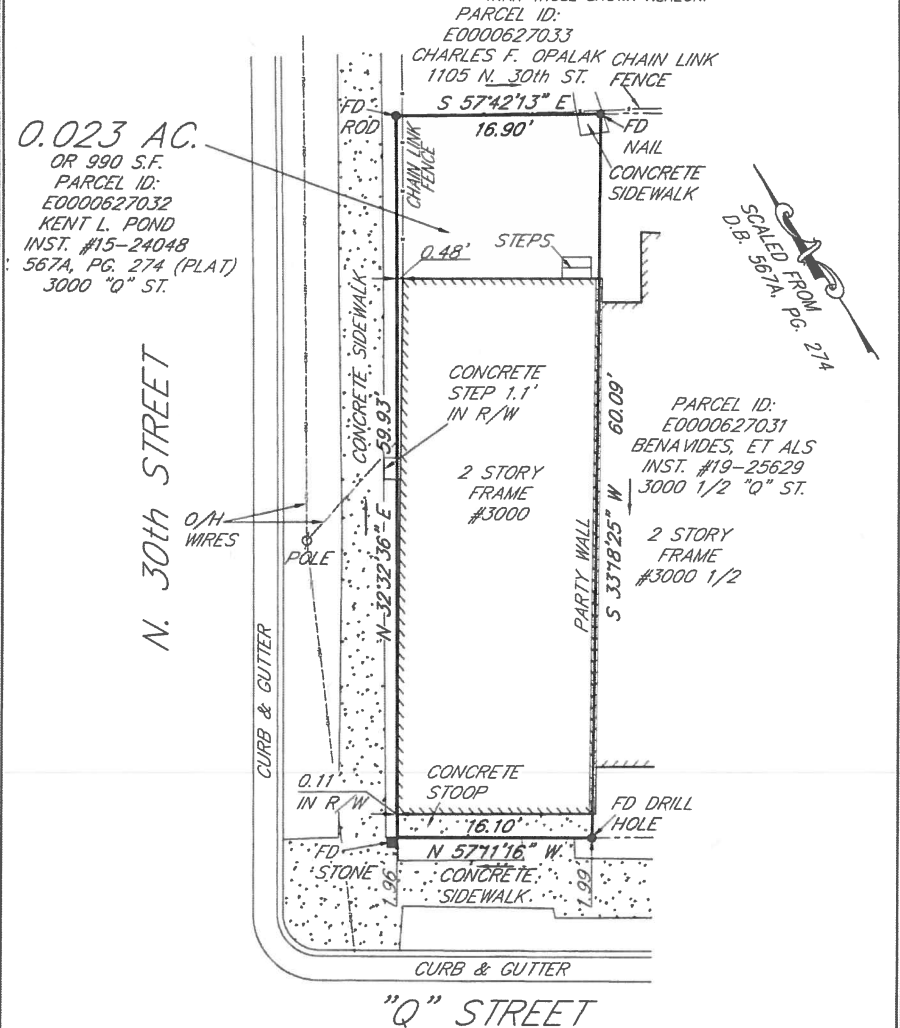 PARCEL ID:
E0000627033
CHARLES F. OPALAK
1105 N. 30th ST.
CHAIN LINK
FENCE
S 57°42'13" E
16.90'
FD
ROD
FD
NAIL
CONCRETE
SIDEWALK
CHAIN LINK
FENCE
0.023 AC.
OR 990 S.F.
PARCEL ID:
E0000627032
KENT L. POND
INST. #15-24048
567A, PG. 274 (PLAT)
3000 "Q" ST.
SCALED FROM
D.B. 567A, PG. 274
0.48'
STEPS
CONCRETE SIDEWALK
CONCRETE
STEP 1.1'
IN R/W
59.93'
N 32°32'36" E
2 STORY
FRAME
#3000
PARTY WALL
60.09'
S 33°18'25" W
PARCEL ID:
E0000627031
BENAVIDES, ET ALS
INST. #19-25629
3000 1/2 "Q" ST.
2 STORY
FRAME
#3000 1/2
N. 30th STREET
O/H
WIRES
POLE
CURB & GUTTER
0.11
IN R/W
CONCRETE
STOOP
16.10'
FD DRILL
HOLE
FD
STONE
N 57°11'16" W
1.96'
CONCRETE
SIDEWALK
1.99'
CURB & GUTTER
"Q" STREET